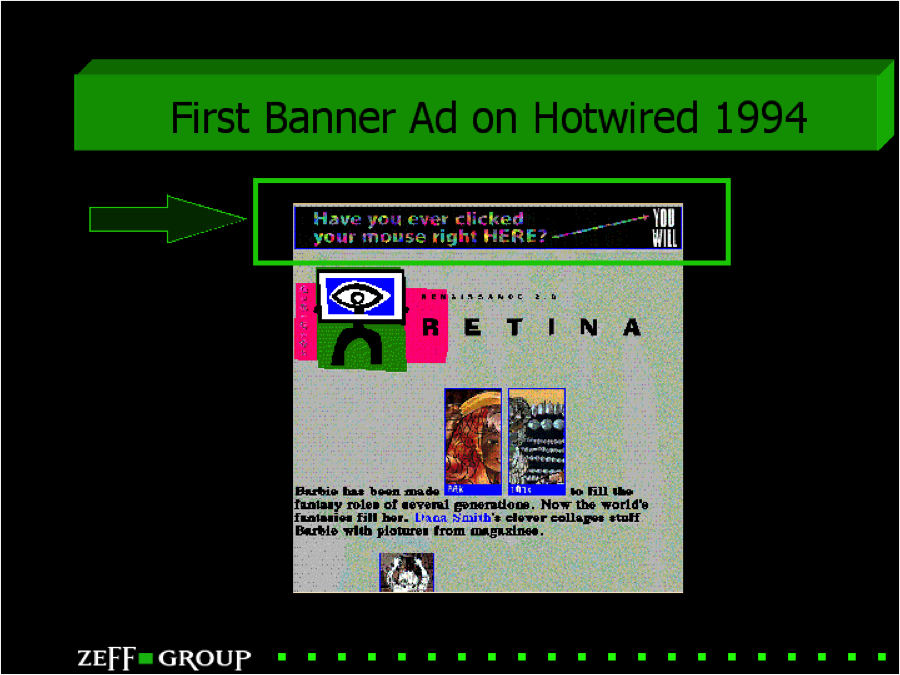 First Banner Ad on Hotwired 1994
Have you ever clicked
your mouse right HERE?
YOU
WILL
RENAISSANCE 2.0
RETINA
Barbie has been made
to fill the
fantasy roles of several generations. Now the world's
fantasies fill her. Dana Smith's clever collages stuff
Barbie with pictures from magazines.
ZEFF GROUP